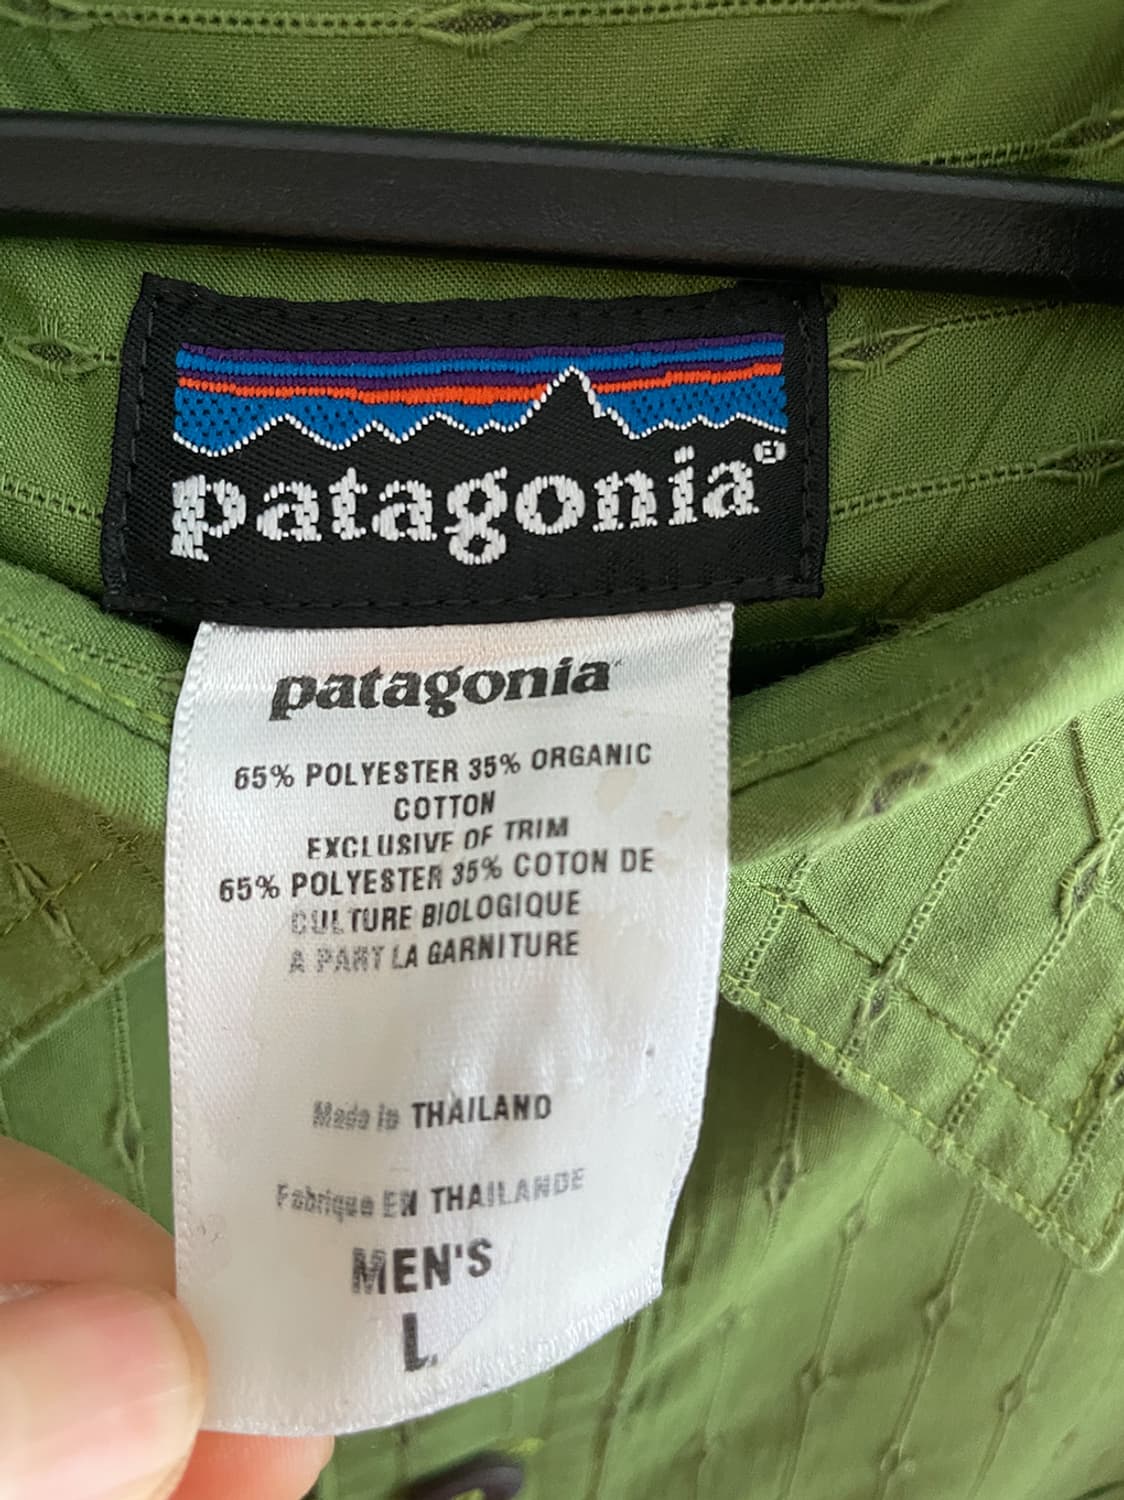 patagonia®
patagonia
65% POLYESTER 35% ORGANIC
COTTON
EXCLUSIVE OF TRIM
65% POLYESTER 35% COTON DE
CULTURE BIOLOGIQUE
A PART LA GARNITURE
Made in THAILAND
Fabrique EN THAILANDE
MEN'S
L